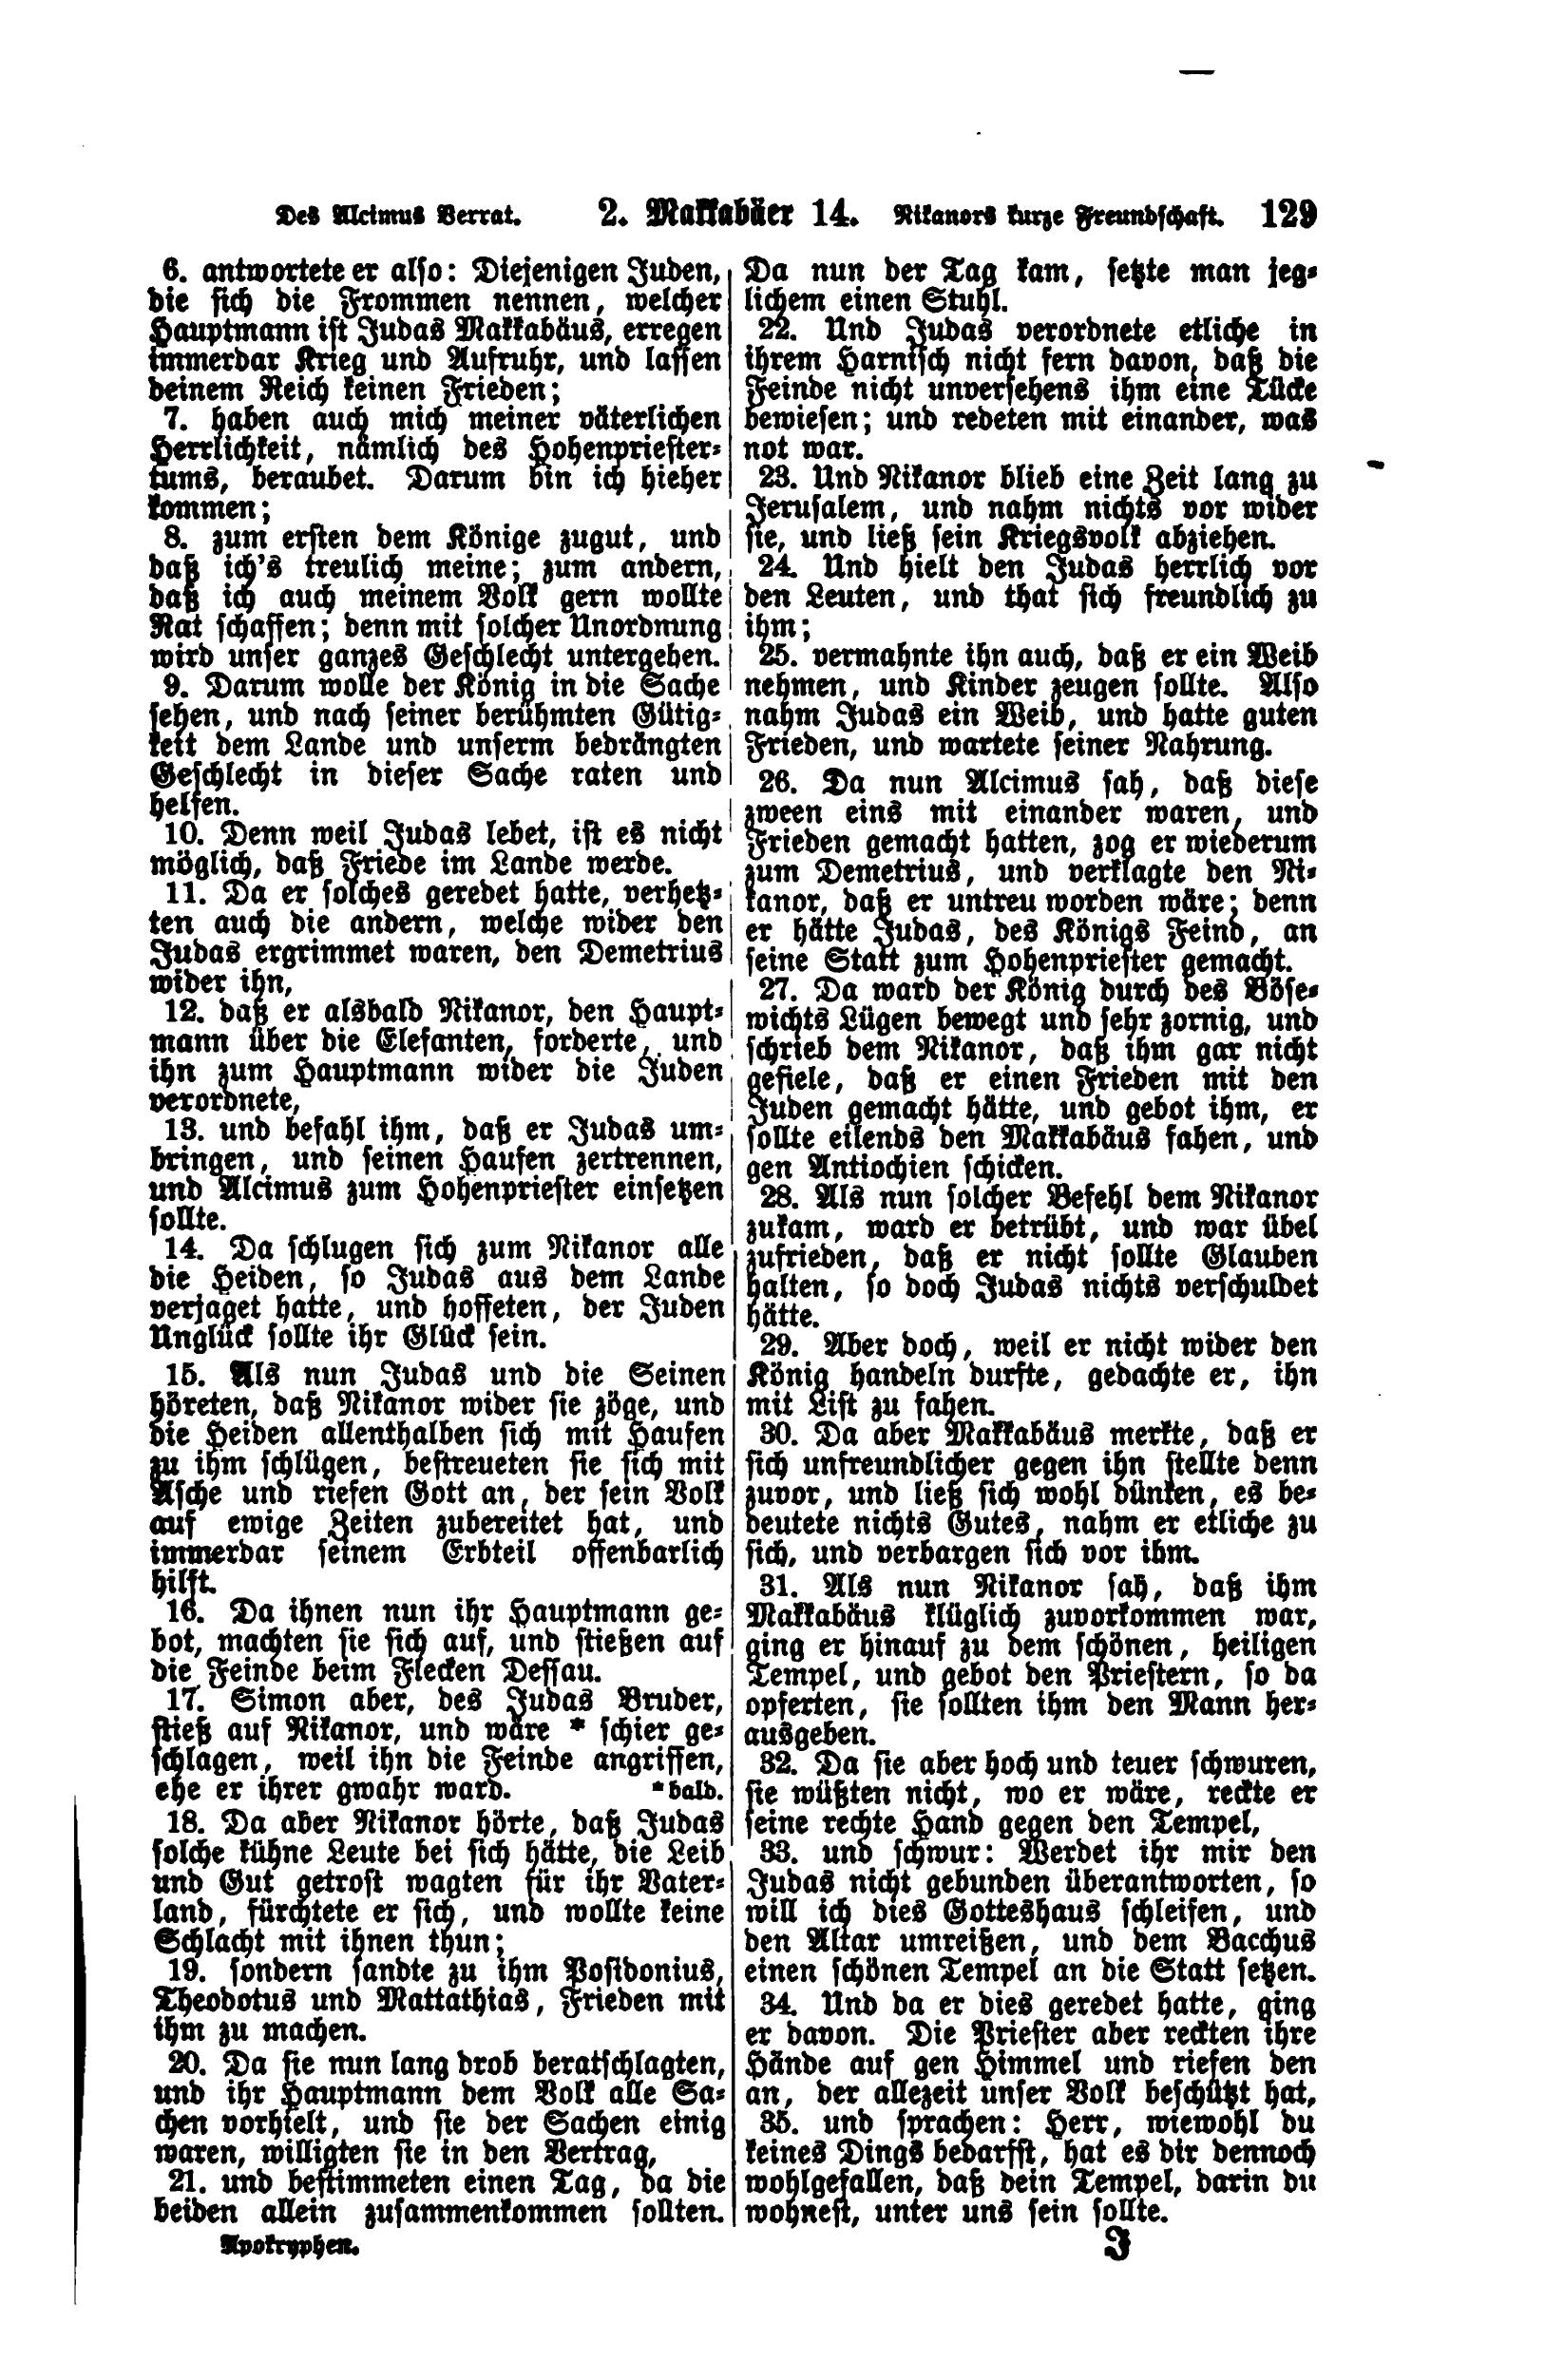 Des Alcimus Verrat. 2. Makkabäer 14. Nikanors kurze Freundschaft. 129
6. antwortete er also: Diejenigen Juden,
die sich die Frommen nennen, welcher
Hauptmann ist Judas Makkabäus, erregen
immerdar Krieg und Aufruhr, und lassen
deinem Reich keinen Frieden;
7. haben auch mich meiner väterlichen
Herrlichkeit, nämlich des Hohenpriester-
tums, beraubet. Darum bin ich hieher
kommen;
8. zum ersten dem Könige zugut, und
daß ich's treulich meine; zum andern,
daß ich auch meinem Volk gern wollte
Rat schaffen; denn mit solcher Unordnung
wird unser ganzes Geschlecht untergehen.
9. Darum wolle der König in die Sache
sehen, und nach seiner berühmten Gütig-
keit dem Lande und unserm bedrängten
Geschlecht in dieser Sache raten und
helfen.
10. Denn weil Judas lebet, ist es nicht
möglich, daß Friede im Lande werde.
11. Da er solches geredet hatte, verhetz-
ten auch die andern, welche wider den
Judas ergrimmet waren, den Demetrius
wider ihn,
12. daß er alsbald Nikanor, den Haupt-
mann über die Elefanten, forderte, und
ihn zum Hauptmann wider die Juden
verordnete,
13. und befahl ihm, daß er Judas um-
bringen, und seinen Haufen zertrennen,
und Alcimus zum Hohenpriester einsetzen
sollte.
14. Da schlugen sich zum Nikanor alle
die Heiden, so Judas aus dem Lande
verjaget hatte, und hoffeten, der Juden
Unglück sollte ihr Glück sein.
15. Als nun Judas und die Seinen
höreten, daß Nikanor wider sie zöge, und
die Heiden allenthalben sich mit Haufen
zu ihm schlügen, bestreueten sie sich mit
Asche und riefen Gott an, der sein Volk
auf ewige Zeiten zubereitet hat, und
immerdar seinem Erbteil offenbarlich
hilft.
16. Da ihnen nun ihr Hauptmann ge-
bot, machten sie sich auf, und stießen auf
die Feinde beim Flecken Dessau.
17. Simon aber, des Judas Bruder,
stieß auf Nikanor, und wäre * schier ge-
schlagen, weil ihn die Feinde angriffen,
ehe er ihrer gwahr ward. *bald.
18. Da aber Nikanor hörte, daß Judas
solche kühne Leute bei sich hätte, die Leib
und Gut getrost wagten für ihr Vater-
land, fürchtete er sich, und wollte keine
Schlacht mit ihnen thun;
19. sondern sandte zu ihm Posidonius,
Theodotus und Mattathias, Frieden mit
ihm zu machen.
20. Da sie nun lang drob beratschlagten,
und ihr Hauptmann dem Volk alle Sa-
chen vorhielt, und sie der Sachen einig
waren, willigten sie in den Vertrag,
21. und bestimmeten einen Tag, da die
beiden allein zusammenkommen sollten.
Da nun der Tag kam, setzte man jeg-
lichem einen Stuhl.
22. Und Judas verordnete etliche in
ihrem Harnisch nicht fern davon, daß die
Feinde nicht unversehens ihm eine Tücke
bewiesen; und redeten mit einander, was
not war.
23. Und Nikanor blieb eine Zeit lang zu
Jerusalem, und nahm nichts vor wider
sie, und ließ sein Kriegsvolk abziehen.
24. Und hielt den Judas herrlich vor
den Leuten, und that sich freundlich zu
ihm;
25. vermahnte ihn auch, daß er ein Weib
nehmen, und Kinder zeugen sollte. Also
nahm Judas ein Weib, und hatte guten
Frieden, und wartete seiner Nahrung.
26. Da nun Alcimus sah, daß diese
zween eins mit einander waren, und
Frieden gemacht hatten, zog er wiederum
zum Demetrius, und verklagte den Ni-
kanor, daß er untreu worden wäre; denn
er hätte Judas, des Königs Feind, an
seine Statt zum Hohenpriester gemacht.
27. Da ward der König durch des Böse-
wichts Lügen bewegt und sehr zornig, und
schrieb dem Nikanor, daß ihm gar nicht
gefiele, daß er einen Frieden mit den
Juden gemacht hätte, und gebot ihm, er
sollte eilends den Makkabäus fahen, und
gen Antiochien schicken.
28. Als nun solcher Befehl dem Nikanor
zukam, ward er betrübt, und war übel
zufrieden, daß er nicht sollte Glauben
halten, so doch Judas nichts verschuldet
hätte.
29. Aber doch, weil er nicht wider den
König handeln durfte, gedachte er, ihn
mit List zu fahen.
30. Da aber Makkabäus merkte, daß er
sich unfreundlicher gegen ihn stellte denn
zuvor, und ließ sich wohl dünken, es be-
deutete nichts Gutes, nahm er etliche zu
sich, und verbargen sich vor ihm.
31. Als nun Nikanor sah, daß ihm
Makkabäus klüglich zuvorkommen war,
ging er hinauf zu dem schönen, heiligen
Tempel, und gebot den Priestern, so da
opferten, sie sollten ihm den Mann her-
ausgeben.
32. Da sie aber hoch und teuer schwuren,
sie wüßten nicht, wo er wäre, reckte er
seine rechte Hand gegen den Tempel,
33. und schwur: Werdet ihr mir den
Judas nicht gebunden überantworten, so
will ich dies Gotteshaus schleifen, und
den Altar umreißen, und dem Bacchus
einen schönen Tempel an die Statt setzen.
34. Und da er dies geredet hatte, ging
er davon. Die Priester aber reckten ihre
Hände auf gen Himmel und riefen den
an, der allezeit unser Volk beschützt hat,
35. und sprachen: Herr, wiewohl du
keines Dings bedarfst, hat es dir dennoch
wohlgefallen, daß dein Tempel, darin du
wohnest, unter uns sein sollte.
Apokryphen. J